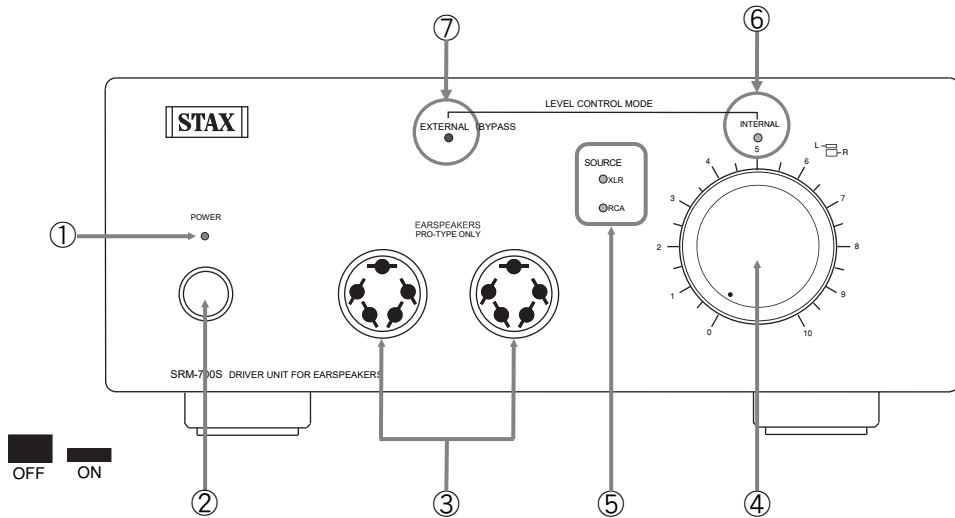 ⑦
⑥
LEVEL CONTROL MODE
STAX
EXTERNAL (BYPASS
INTERNAL
L
R
SOURCE
XLR
RCA
①
POWER
EARSPEAKERS
PRO-TYPE ONLY
0 1 2 3 4 5 6 7 8 9 10
SRM-700S DRIVER UNIT FOR EARSPEAKERS
OFF
ON
②
③
⑤
④